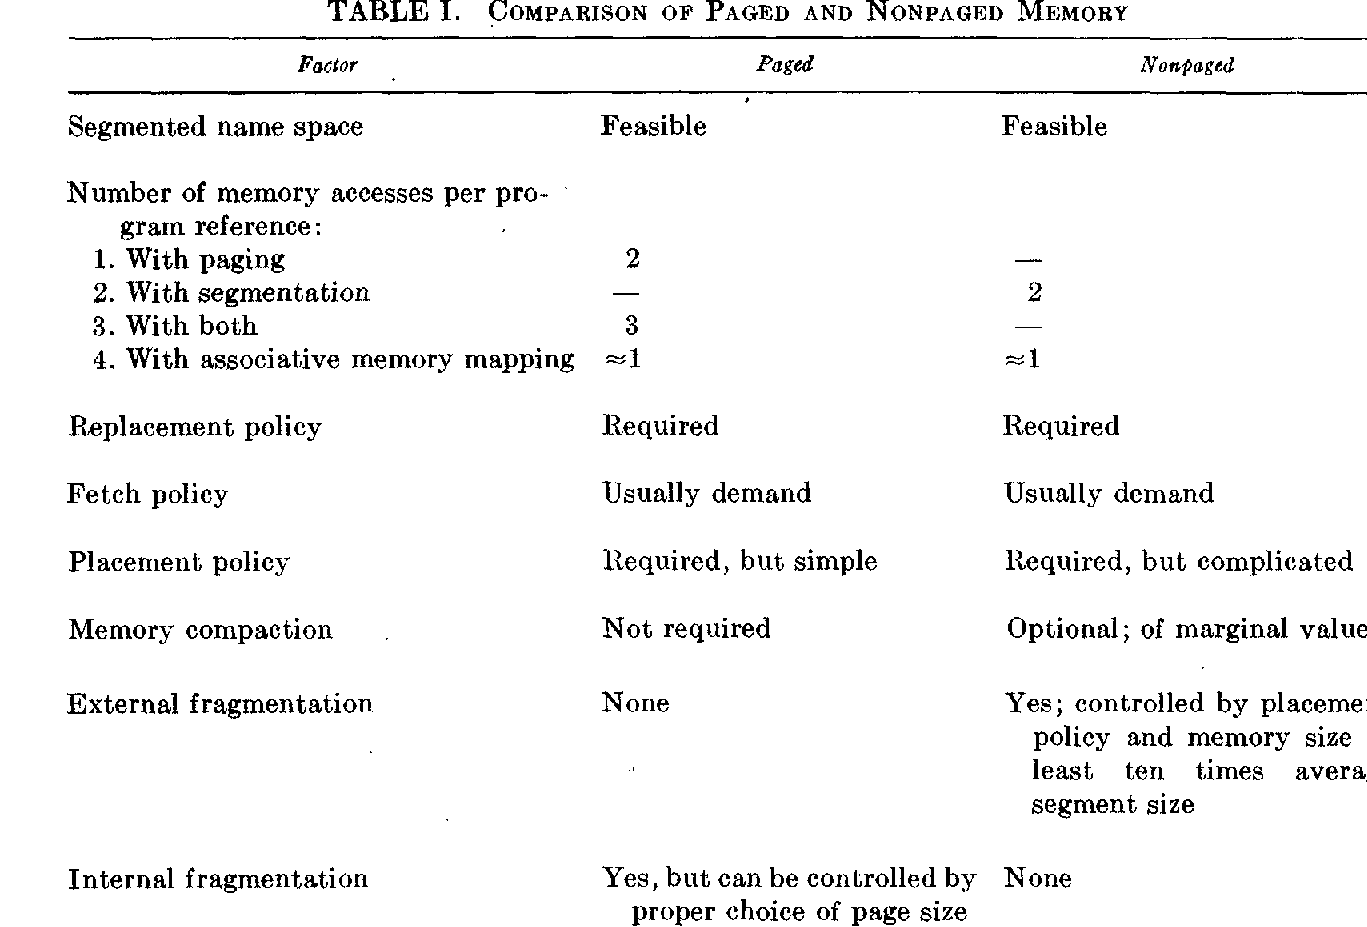 TABLE I. COMPARISON OF PAGED AND NONPAGED MEMORY
Factor Paged Nonpaged
Segmented name space Feasible Feasible
Number of memory accesses per pro-
gram reference:
1. With paging 2 —
2. With segmentation — 2
3. With both 3 —
4. With associative memory mapping ≈1 ≈1
Replacement policy Required Required
Fetch policy Usually demand Usually demand
Placement policy Required, but simple Required, but complicated
Memory compaction Not required Optional; of marginal value
External fragmentation None Yes; controlled by
policy and memory size
least ten times
segment size
Internal fragmentation Yes, but can be controlled by None
proper choice of page size